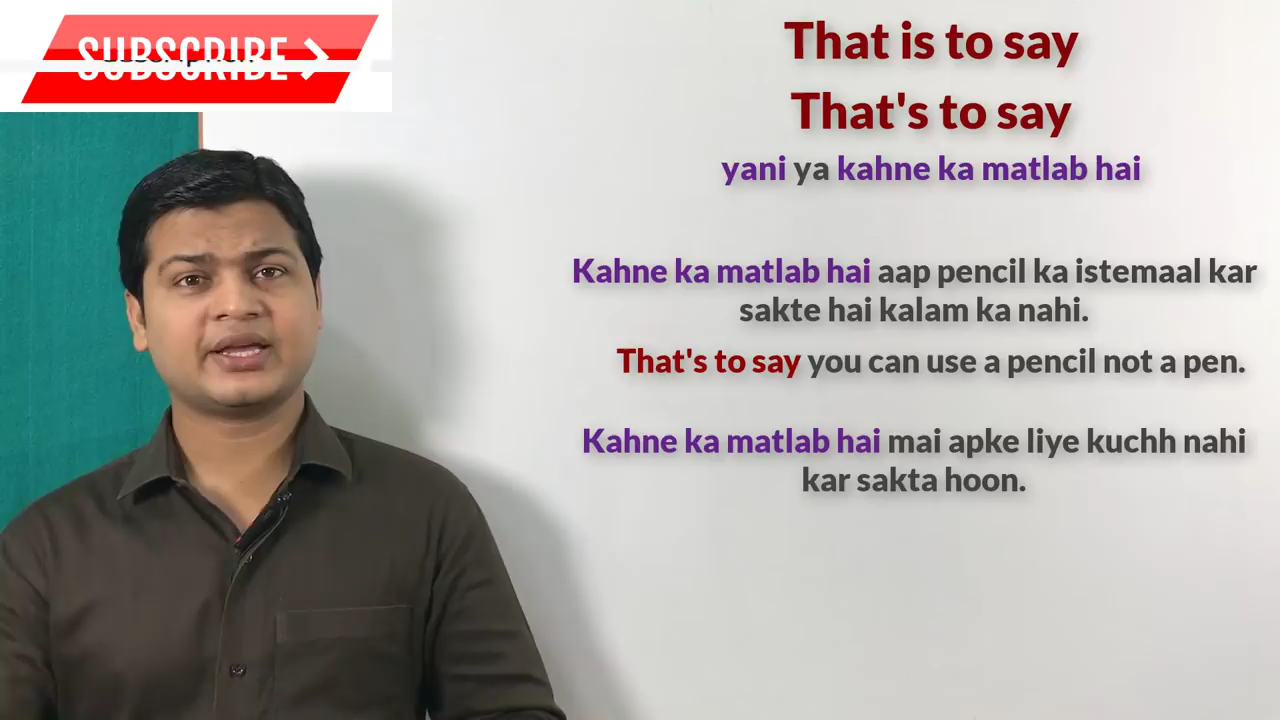 SUBSCRIBE
That is to say
That's to say
yani ya kahne ka matlab hai
Kahne ka matlab hai aap pencil ka istemaal kar
sakte hai kalam ka nahi.
That's to say you can use a pencil not a pen.
Kahne ka matlab hai mai apke liye kuchh nahi
kar sakta hoon.